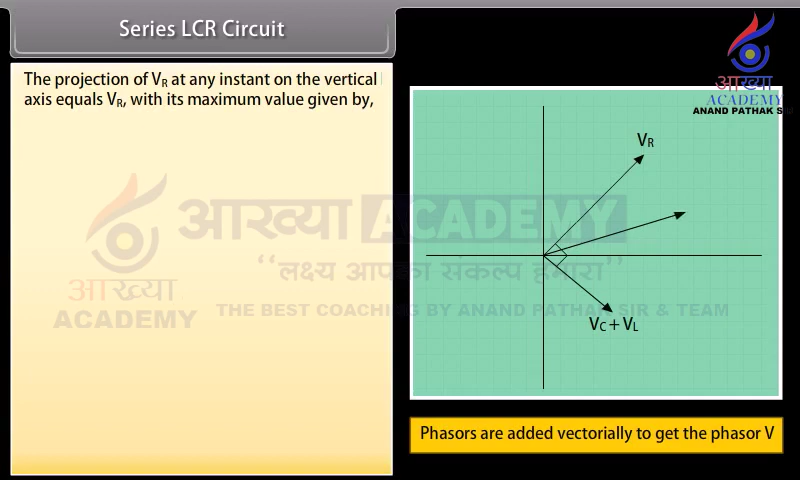 Series LCR Circuit
The projection of VR at any instant on the vertical
axis equals VR, with its maximum value given by,
आख्या
ACADEMY
ANAND PATHAK SIR
VR
VC + VL
आख्या ACADEMY
“लक्ष्य आपका संकल्प हमारा”
THE BEST COACHING BY ANAND PATHAK SIR & TEAM
आख्या
ACADEMY
Phasors are added vectorially to get the phasor V